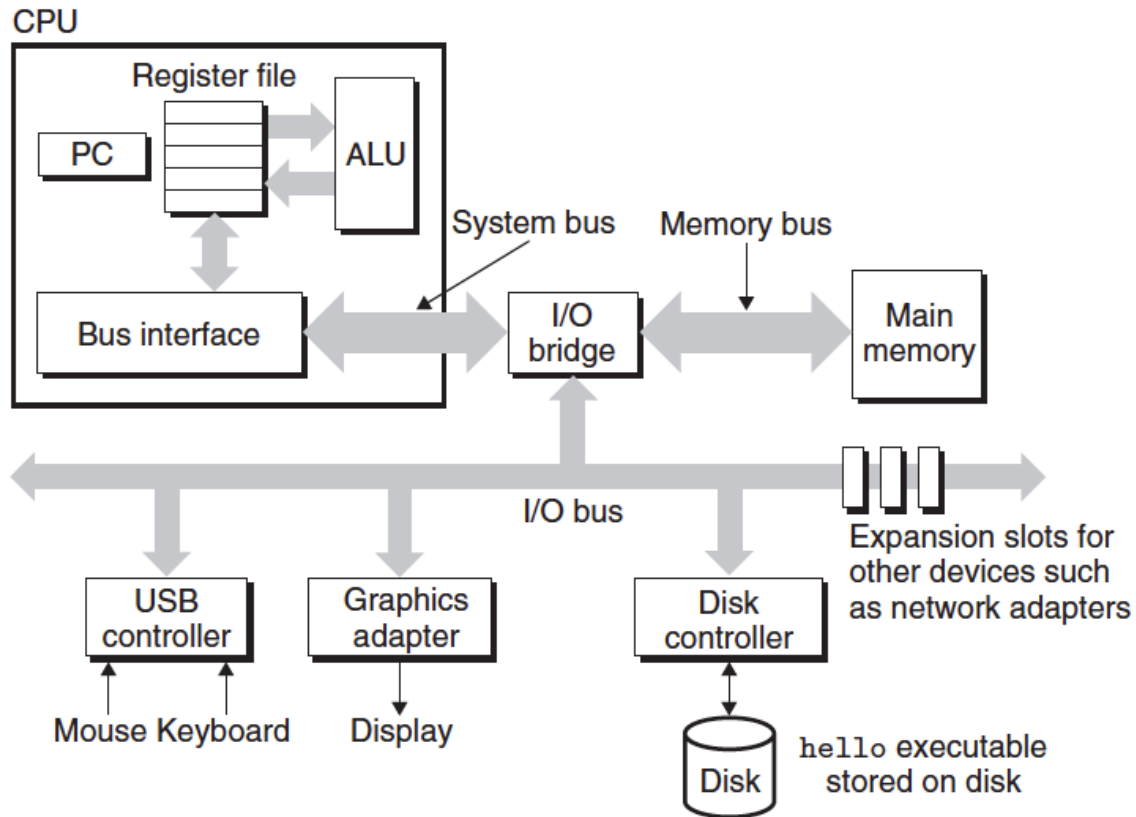 CPU
Register file
PC
ALU
System bus
Memory bus
Bus interface
I/O
bridge
Main
memory
I/O bus
Expansion slots for
other devices such
as network adapters
USB
controller
Graphics
adapter
Disk
controller
Mouse Keyboard
Display
Disk
hello executable
stored on disk